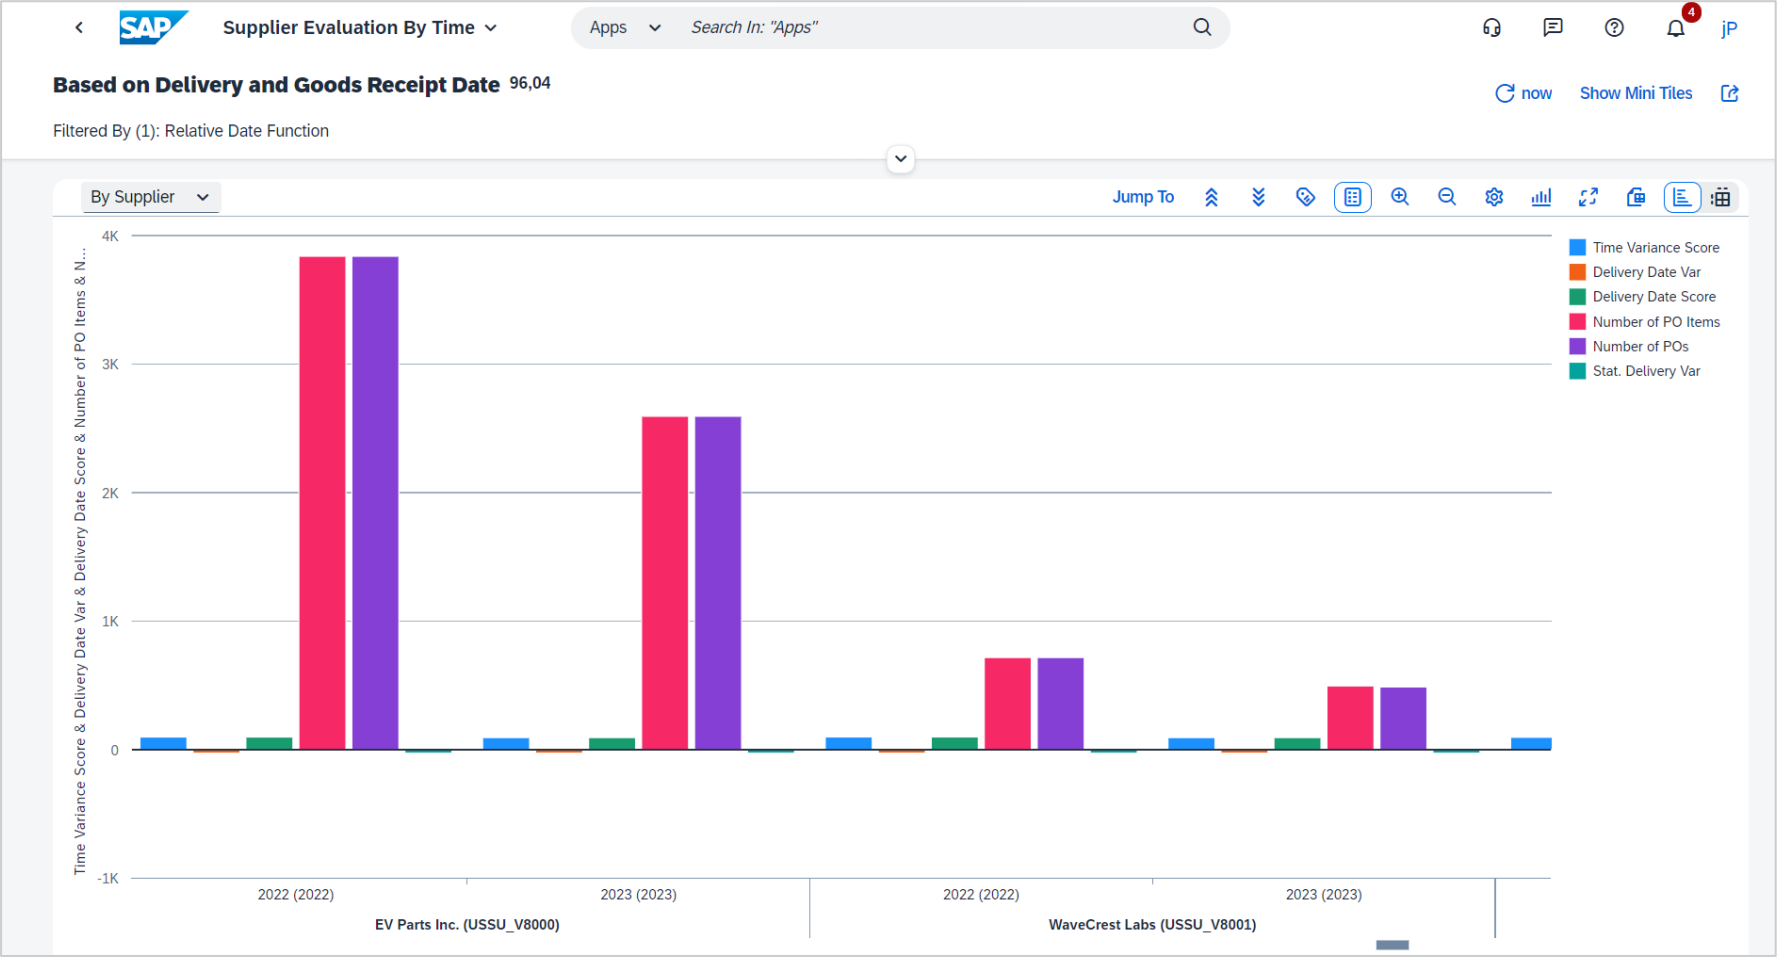 SAP Supplier Evaluation By Time Apps Search In: "Apps" 4 jP
Based on Delivery and Goods Receipt Date 96,04
now Show Mini Tiles
Filtered By (1): Relative Date Function
By Supplier Jump To
Time Variance Score & Delivery Date Var & Delivery Date Score & Number of PO Items & N...
4K
3K
2K
1K
0
-1K
Time Variance Score
Delivery Date Var
Delivery Date Score
Number of PO Items
Number of POs
Stat. Delivery Var
2022 (2022) 2023 (2023) 2022 (2022) 2023 (2023)
EV Parts Inc. (USSU_V8000) WaveCrest Labs (USSU_V8001)